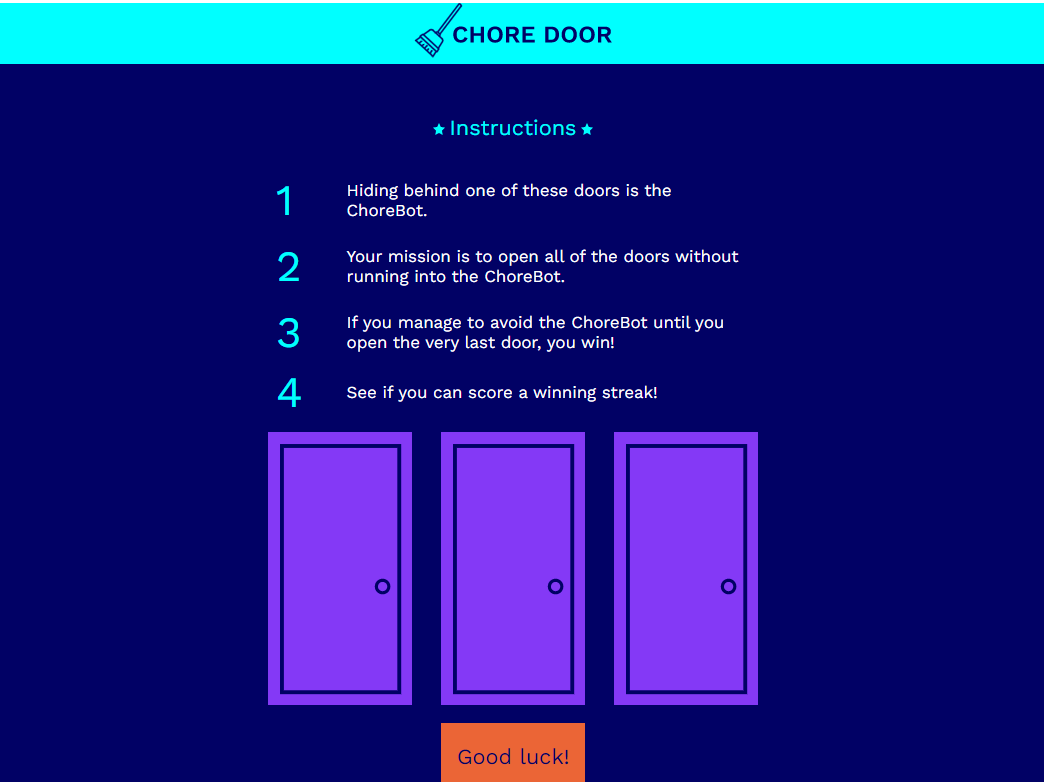 CHORE DOOR
Instructions
1
Hiding behind one of these doors is the
ChoreBot.
2
Your mission is to open all of the doors without
running into the ChoreBot.
3
If you manage to avoid the ChoreBot until you
open the very last door, you win!
4
See if you can score a winning streak!
Good luck!